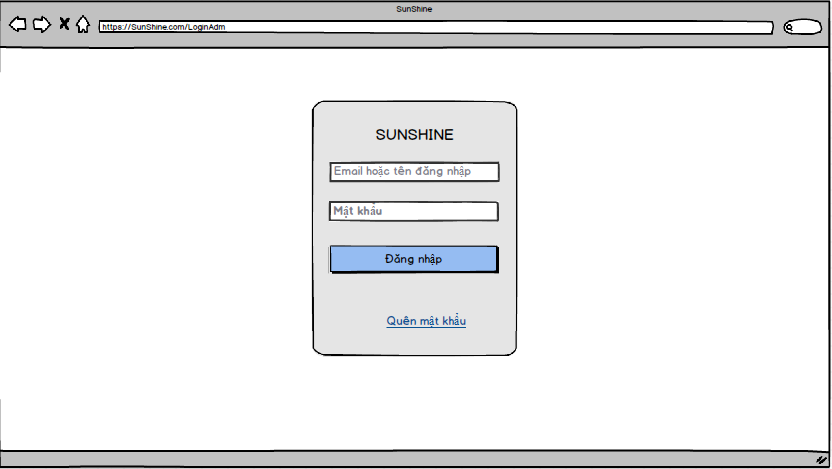 SunShine
https://SunShine.com/LoginAdm
SUNSHINE
Email hoặc tên đăng nhập
Mật khẩu
Đăng nhập
Quên mật khẩu